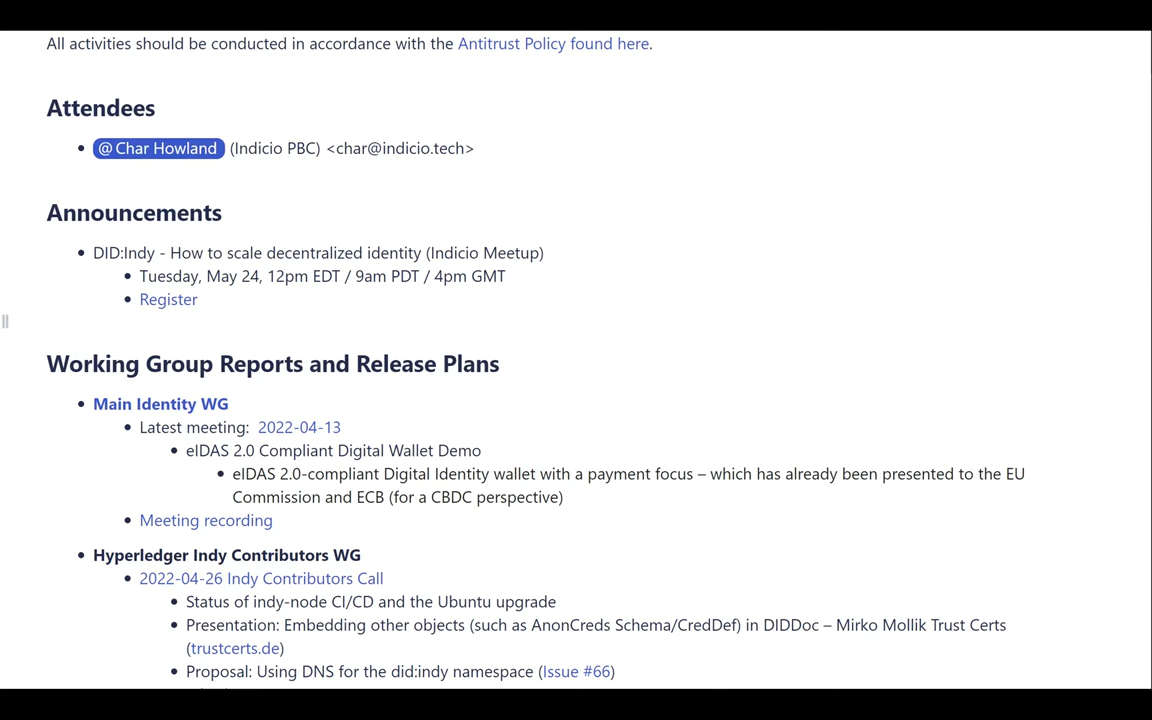 All activities should be conducted in accordance with the Antitrust Policy found here.
Attendees
• @Char Howland (Indicio PBC) <char@indicio.tech>
Announcements
• DID:Indy - How to scale decentralized identity (Indicio Meetup)
• Tuesday, May 24, 12pm EDT / 9am PDT / 4pm GMT
• Register
Working Group Reports and Release Plans
• Main Identity WG
• Latest meeting: 2022-04-13
• eIDAS 2.0 Compliant Digital Wallet Demo
• eIDAS 2.0-compliant Digital Identity wallet with a payment focus – which has already been presented to the EU
Commission and ECB (for a CBDC perspective)
• Meeting recording
• Hyperledger Indy Contributors WG
• 2022-04-26 Indy Contributors Call
• Status of indy-node CI/CD and the Ubuntu upgrade
• Presentation: Embedding other objects (such as AnonCreds Schema/CredDef) in DIDDoc – Mirko Mollik Trust Certs
(trustcerts.de)
• Proposal: Using DNS for the did:indy namespace (Issue #66)